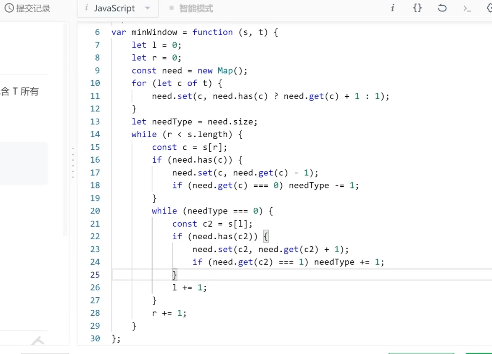 提交记录
i JavaScript
智能模式
i {}
含 T 所有
6 var minWindow = function (s, t) {
7 let l = 0;
8 let r = 0;
9 const need = new Map();
10 for (let c of t) {
11 need.set(c, need.has(c) ? need.get(c) + 1 : 1);
12 }
13 let needType = need.size;
14 while (r < s.length) {
15 const c = s[r];
16 if (need.has(c)) {
17 need.set(c, need.get(c) - 1);
18 if (need.get(c) === 0) needType -= 1;
19 }
20 while (needType === 0) {
21 const c2 = s[l];
22 if (need.has(c2)) {
23 need.set(c2, need.get(c2) + 1);
24 if (need.get(c2) === 1) needType += 1;
25 }
26 l += 1;
27 }
28 r += 1;
29 }
30 };